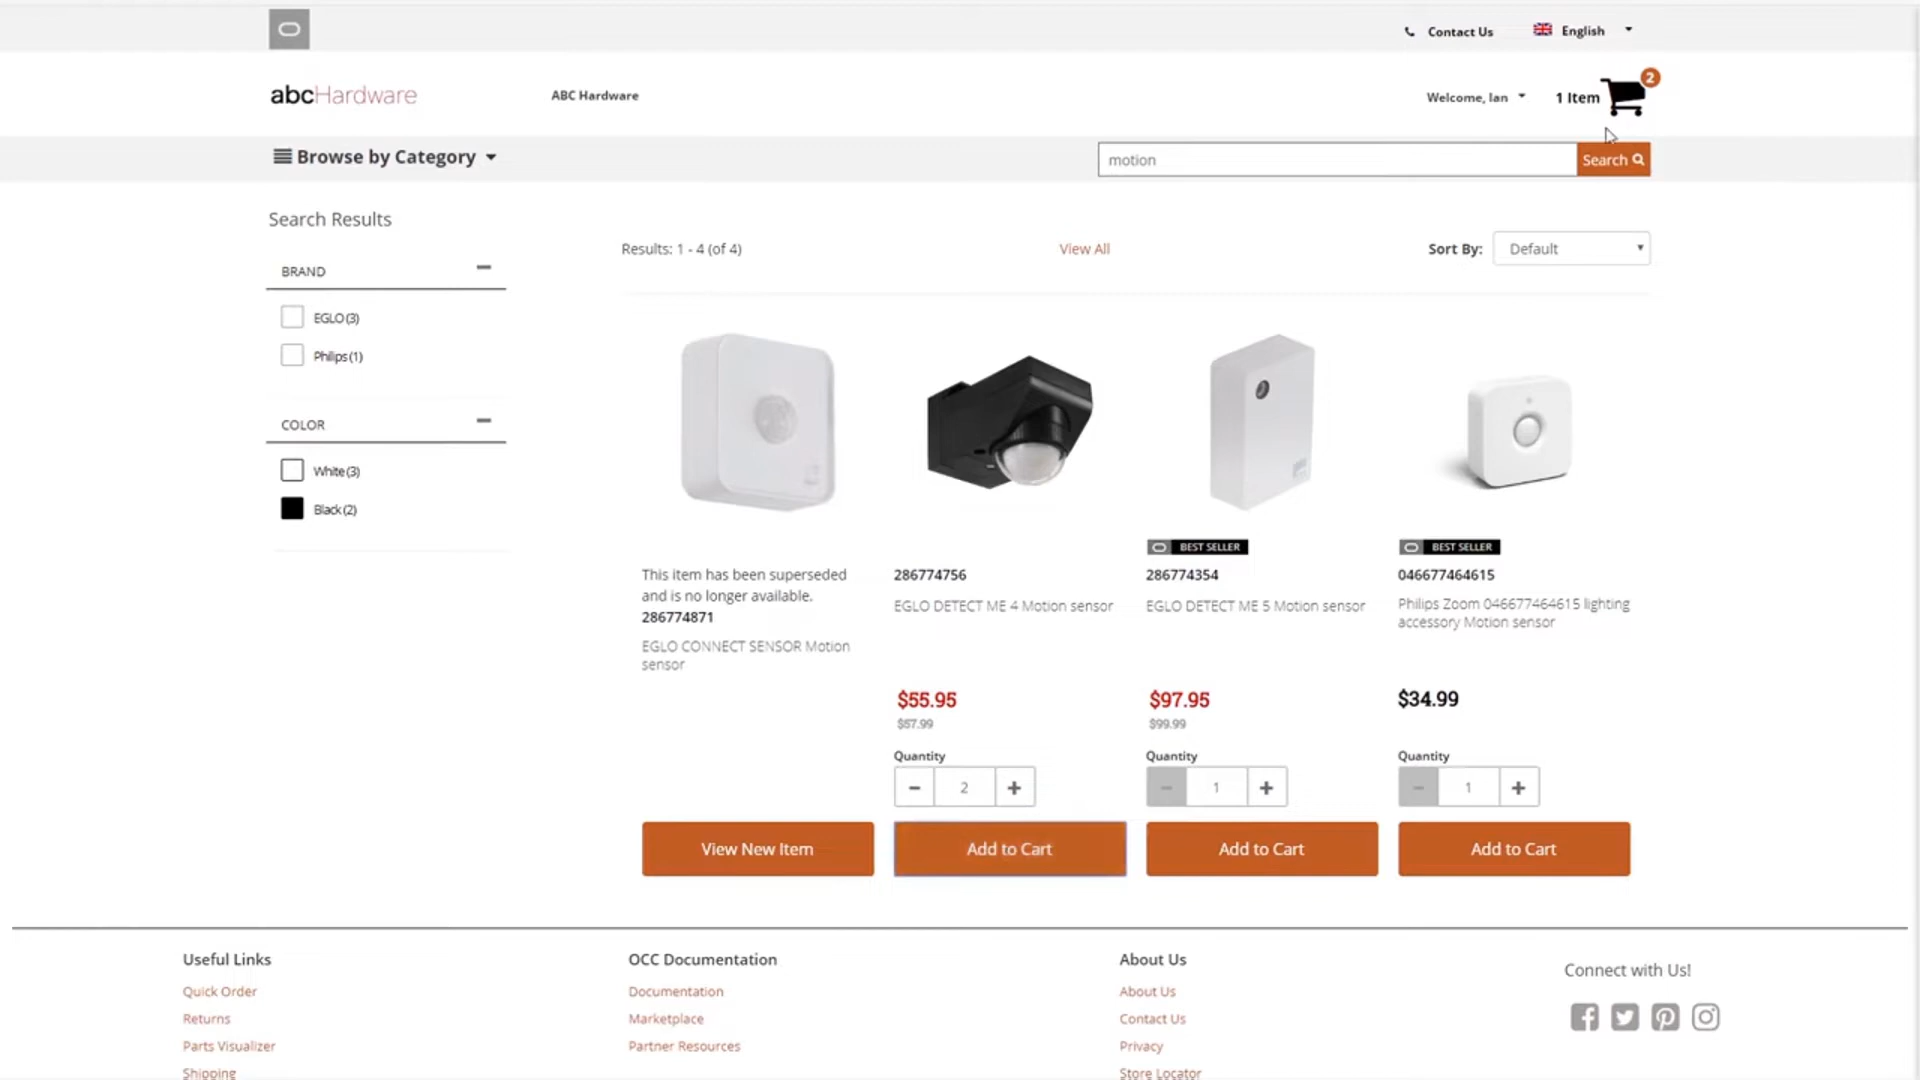 Contact Us
English
abcHardware
ABC Hardware
Welcome, Ian
1 Item
2
Browse by Category
motion
Search
Search Results
Results: 1 - 4 (of 4)
View All
Sort By:
Default
BRAND
EGLO (3)
Philips (1)
COLOR
White (3)
Black (2)
This item has been superseded
and is no longer available.
286774871
EGLO CONNECT SENSOR Motion
sensor
View New Item
286774756
EGLO DETECT ME 4 Motion sensor
$55.95
$57.99
Quantity
2
Add to Cart
BEST SELLER
286774354
EGLO DETECT ME 5 Motion sensor
$97.95
$99.99
Quantity
1
Add to Cart
BEST SELLER
046677464615
Philips Zoom 046677464615 lighting
accessory Motion sensor
$34.99
Quantity
1
Add to Cart
Useful Links
Quick Order
Returns
Parts Visualizer
Shipping
OCC Documentation
Documentation
Marketplace
Partner Resources
About Us
About Us
Contact Us
Privacy
Store Locator
Connect with Us!